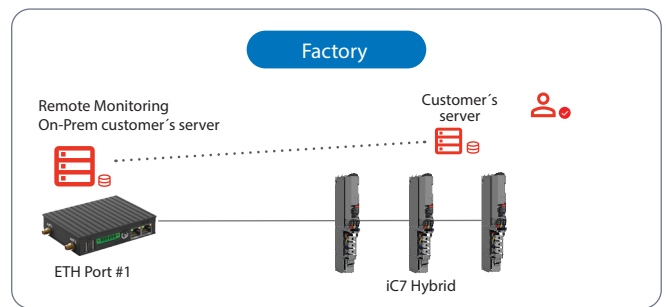 Factory
Remote Monitoring
On-Prem customer´s server
Customer´s
server
ETH Port #1
iC7 Hybrid